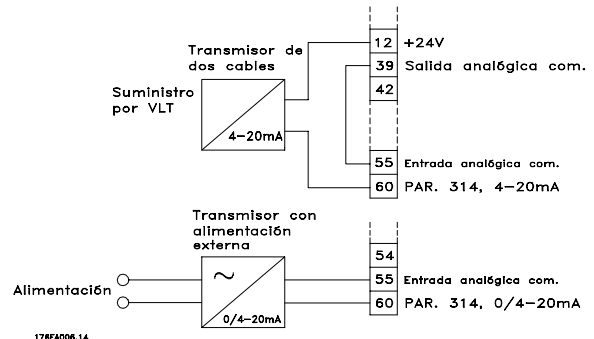 Transmisor de
dos cables
Suministro
por VLT
4-20mA
12 +24V
39 Salida analógica com.
42
55 Entrada analógica com.
60 PAR. 314, 4-20mA
Transmisor con
alimentación
externa
Alimentación
~
0/4-20mA
54
55 Entrada analógica com.
60 PAR. 314, 0/4-20mA
176FA006.14